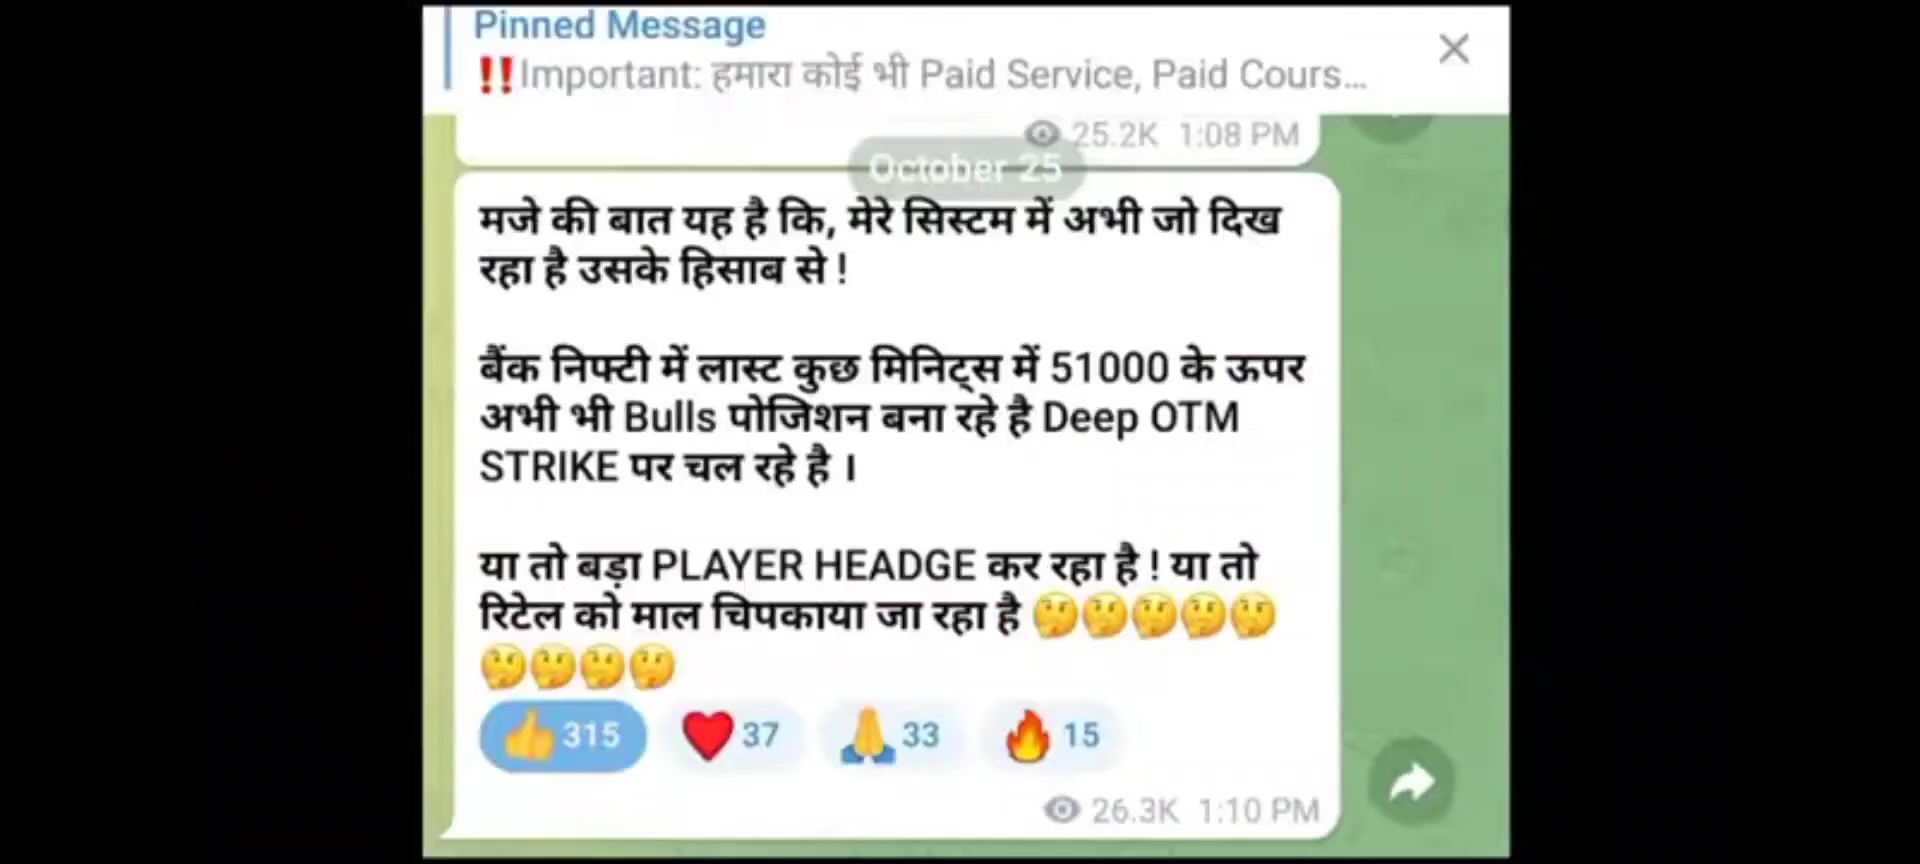 Pinned Message
‼️Important: हमारा कोई भी Paid Service, Paid Cours...
25.2K 1:08 PM
October 25
मजे की बात यह है कि, मेरे सिस्टम में अभी जो दिख
रहा है उसके हिसाब से !
बैंक निफ्टी में लास्ट कुछ मिनिट्स में 51000 के ऊपर
अभी भी Bulls पोजिशन बना रहे है Deep OTM
STRIKE पर चल रहे है ।
या तो बड़ा PLAYER HEADGE कर रहा है ! या तो
रिटेल को माल चिपकाया जा रहा है 🤔🤔🤔🤔🤔
🤔🤔🤔🤔
👍 315 ❤️ 37 🙏 33 🔥 15
26.3K 1:10 PM